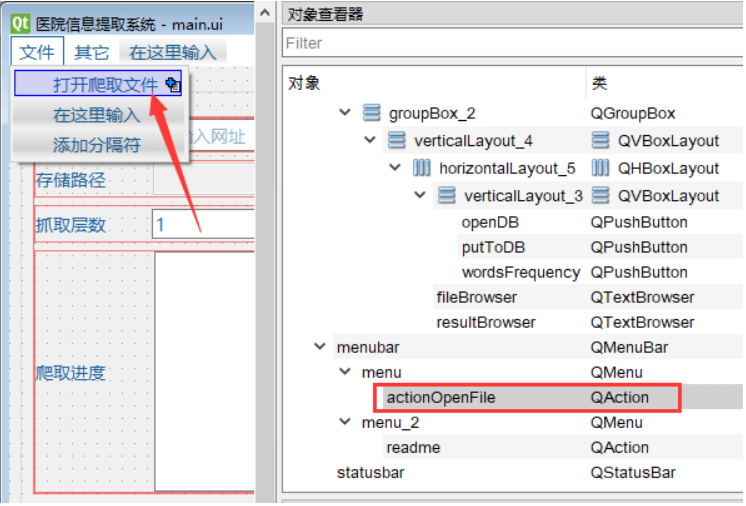 Qt 医院信息提取系统 - main.ui
文件 其它 在这里输入
打开爬取文件
在这里输入
添加分隔符
入网址
存储路径
抓取层数 1
爬取进度
对象查看器
Filter
对象 类
groupBox_2 QGroupBox
verticalLayout_4 QVBoxLayout
horizontalLayout_5 QHBoxLayout
verticalLayout_3 QVBoxLayout
openDB QPushButton
putToDB QPushButton
wordsFrequency QPushButton
fileBrowser QTextBrowser
resultBrowser QTextBrowser
menubar QMenuBar
menu QMenu
actionOpenFile QAction
menu_2 QMenu
readme QAction
statusbar QStatusBar